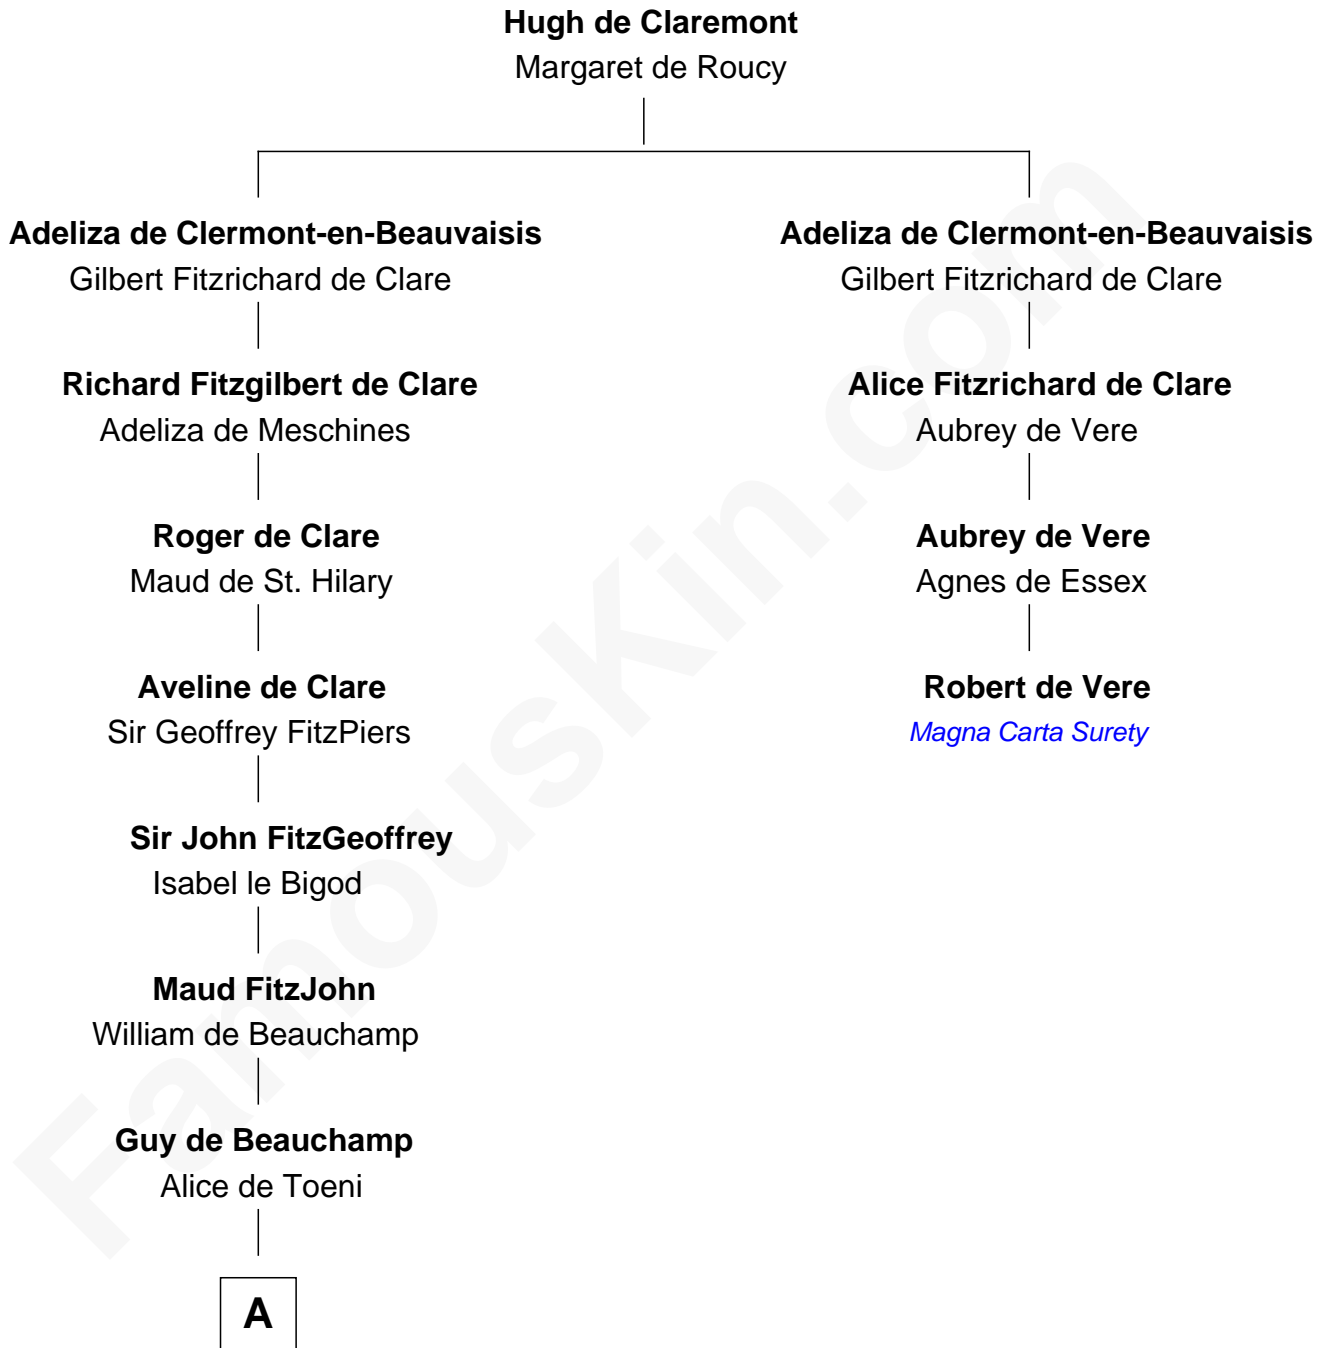 Hugh de Claremont
Margaret de Roucy
Adeliza de Clermont-en-Beauvaisis
Gilbert Fitzrichard de Clare
Adeliza de Clermont-en-Beauvaisis
Gilbert Fitzrichard de Clare
Richard Fitzgilbert de Clare
Adeliza de Meschines
Alice Fitzrichard de Clare
Aubrey de Vere
Roger de Clare
Maud de St. Hilary
Aubrey de Vere
Agnes de Essex
Aveline de Clare
Sir Geoffrey FitzPiers
Robert de Vere
Magna Carta Surety
Sir John FitzGeoffrey
Isabel le Bigod
Maud FitzJohn
William de Beauchamp
Guy de Beauchamp
Alice de Toeni
A
FamousKin.com